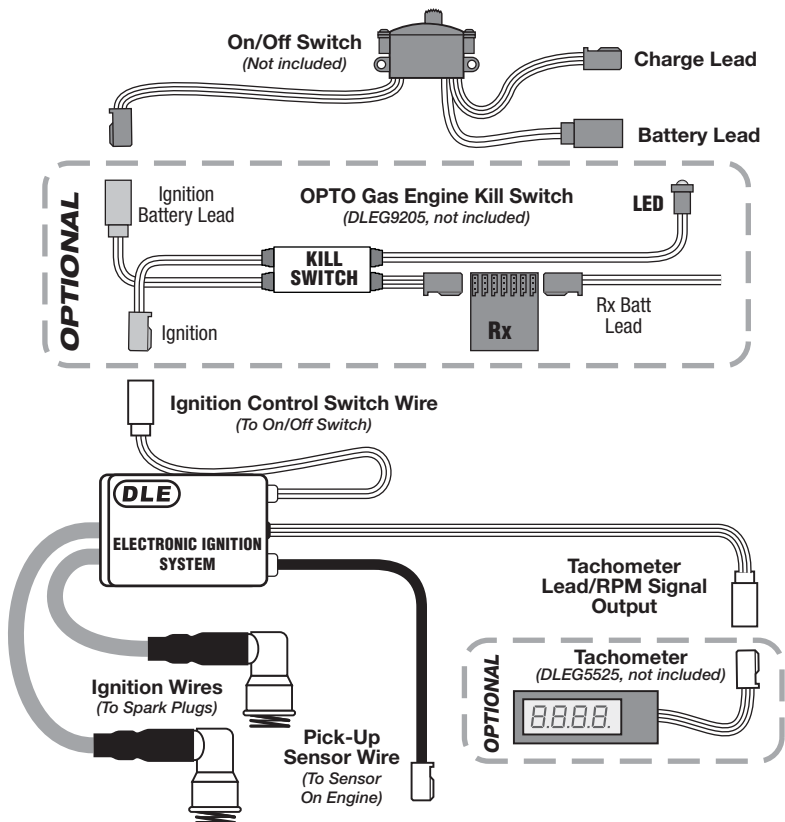 On/Off Switch
(Not included)
Charge Lead
Battery Lead
OPTIONAL
Ignition
Battery Lead
OPTO Gas Engine Kill Switch
(DLEG9205, not included)
LED
KILL
SWITCH
Ignition
Rx
Rx Batt
Lead
Ignition Control Switch Wire
(To On/Off Switch)
DLE
ELECTRONIC IGNITION
SYSTEM
Tachometer
Lead/RPM Signal
Output
OPTIONAL
Tachometer
(DLEG5525, not included)
8.8.8.8.
Ignition Wires
(To Spark Plugs)
Pick-Up
Sensor Wire
(To Sensor
On Engine)